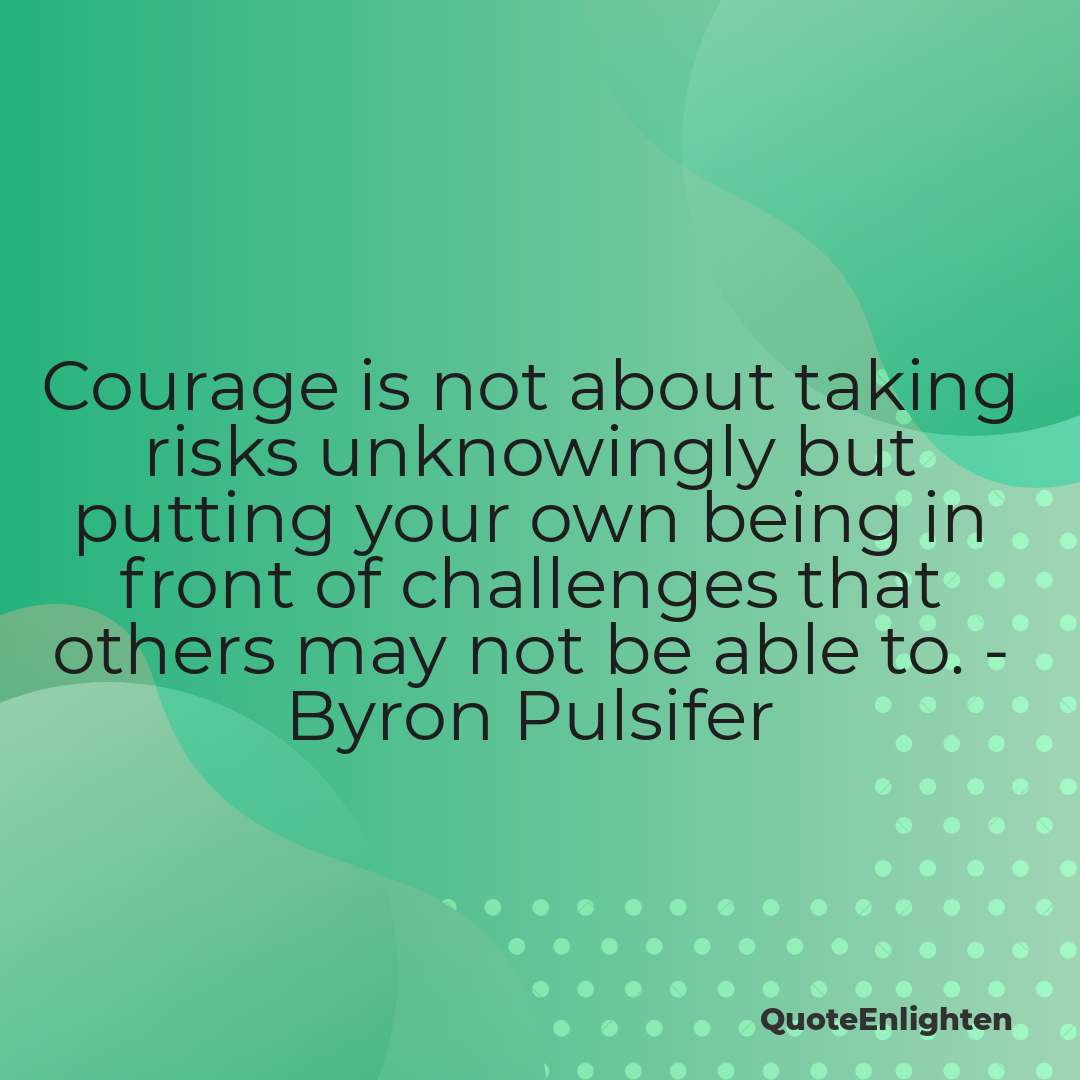 Courage is not about taking
risks unknowingly but
putting your own being in
front of challenges that
others may not be able to. -
Byron Pulsifer
QuoteEnlighten